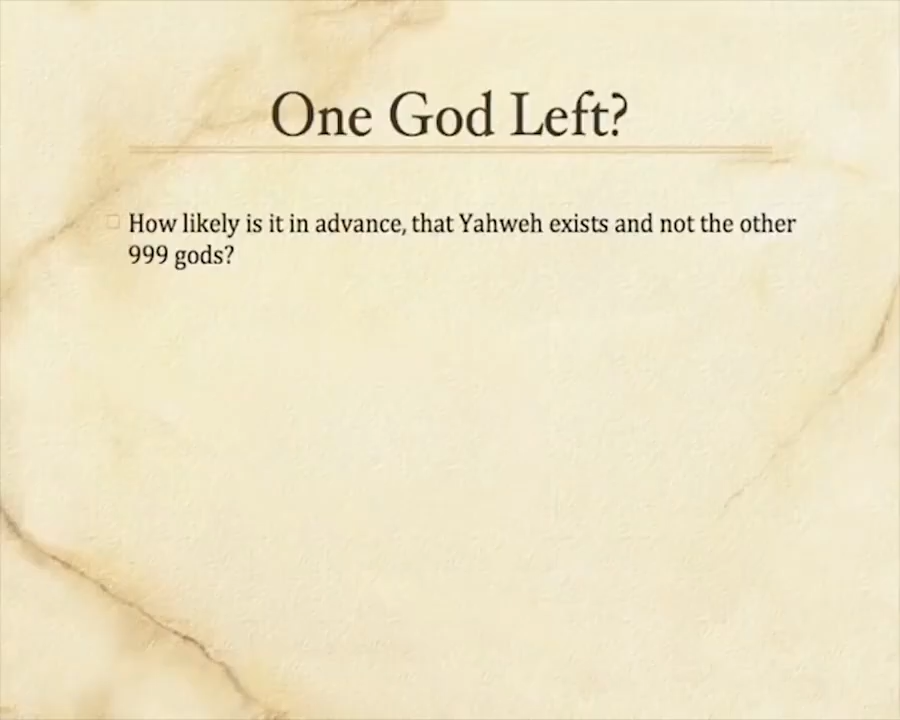 One God Left?
How likely is it in advance, that Yahweh exists and not the other
999 gods?